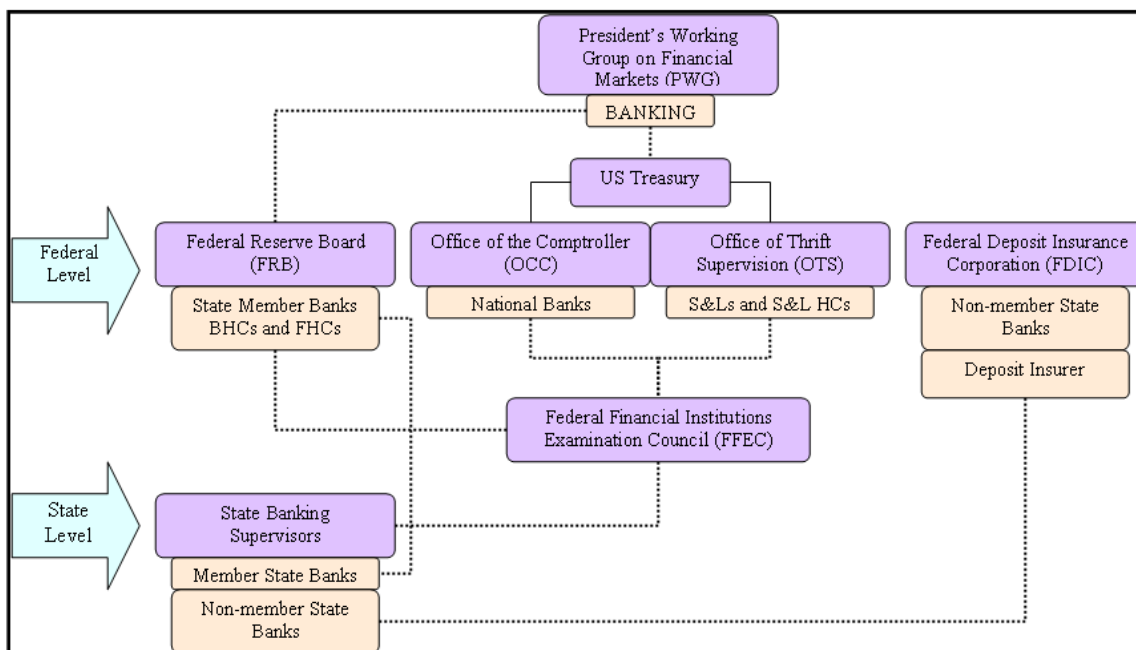 President's Working
Group on Financial
Markets (PWG)
BANKING
US Treasury
Federal
Level
Federal Reserve Board
(FRB)
State Member Banks
BHCs and FHCs
Office of the Comptroller
(OCC)
National Banks
Office of Thrift
Supervision (OTS)
S&Ls and S&L HCs
Federal Deposit Insurance
Corporation (FDIC)
Non-member State
Banks
Deposit Insurer
Federal Financial Institutions
Examination Council (FFEC)
State
Level
State Banking
Supervisors
Member State Banks
Non-member State
Banks